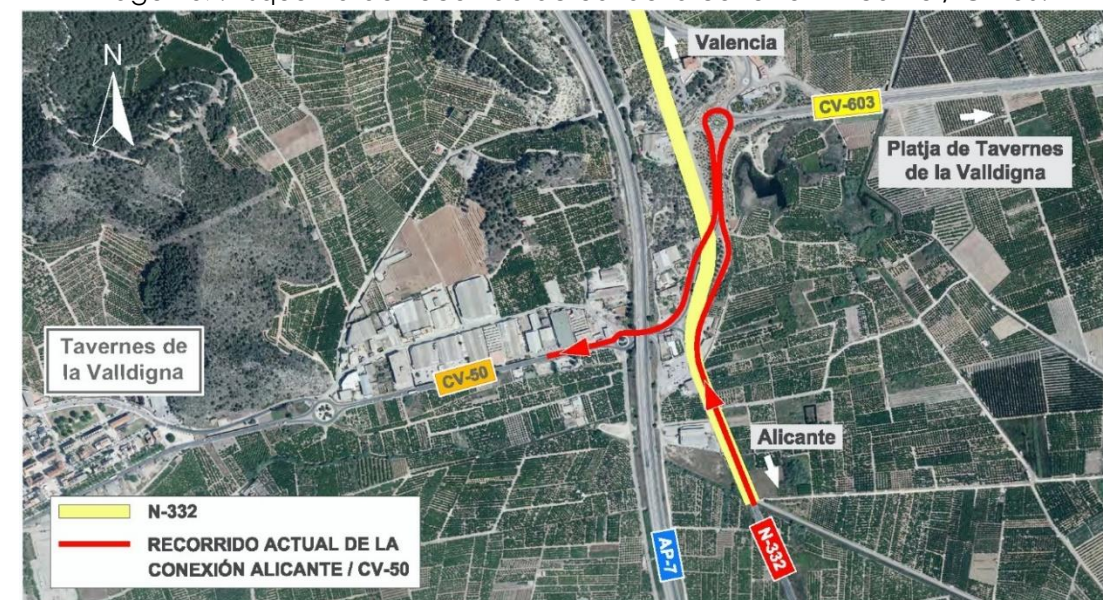 N
Valencia
CV-603
Platja de Tavernes
de la Valldigna
Tavernes de
la Valldigna
CV-50
Alicante
N-332
RECORRIDO ACTUAL DE LA
CONEXIÓN ALICANTE / CV-50
AP-7
N-332